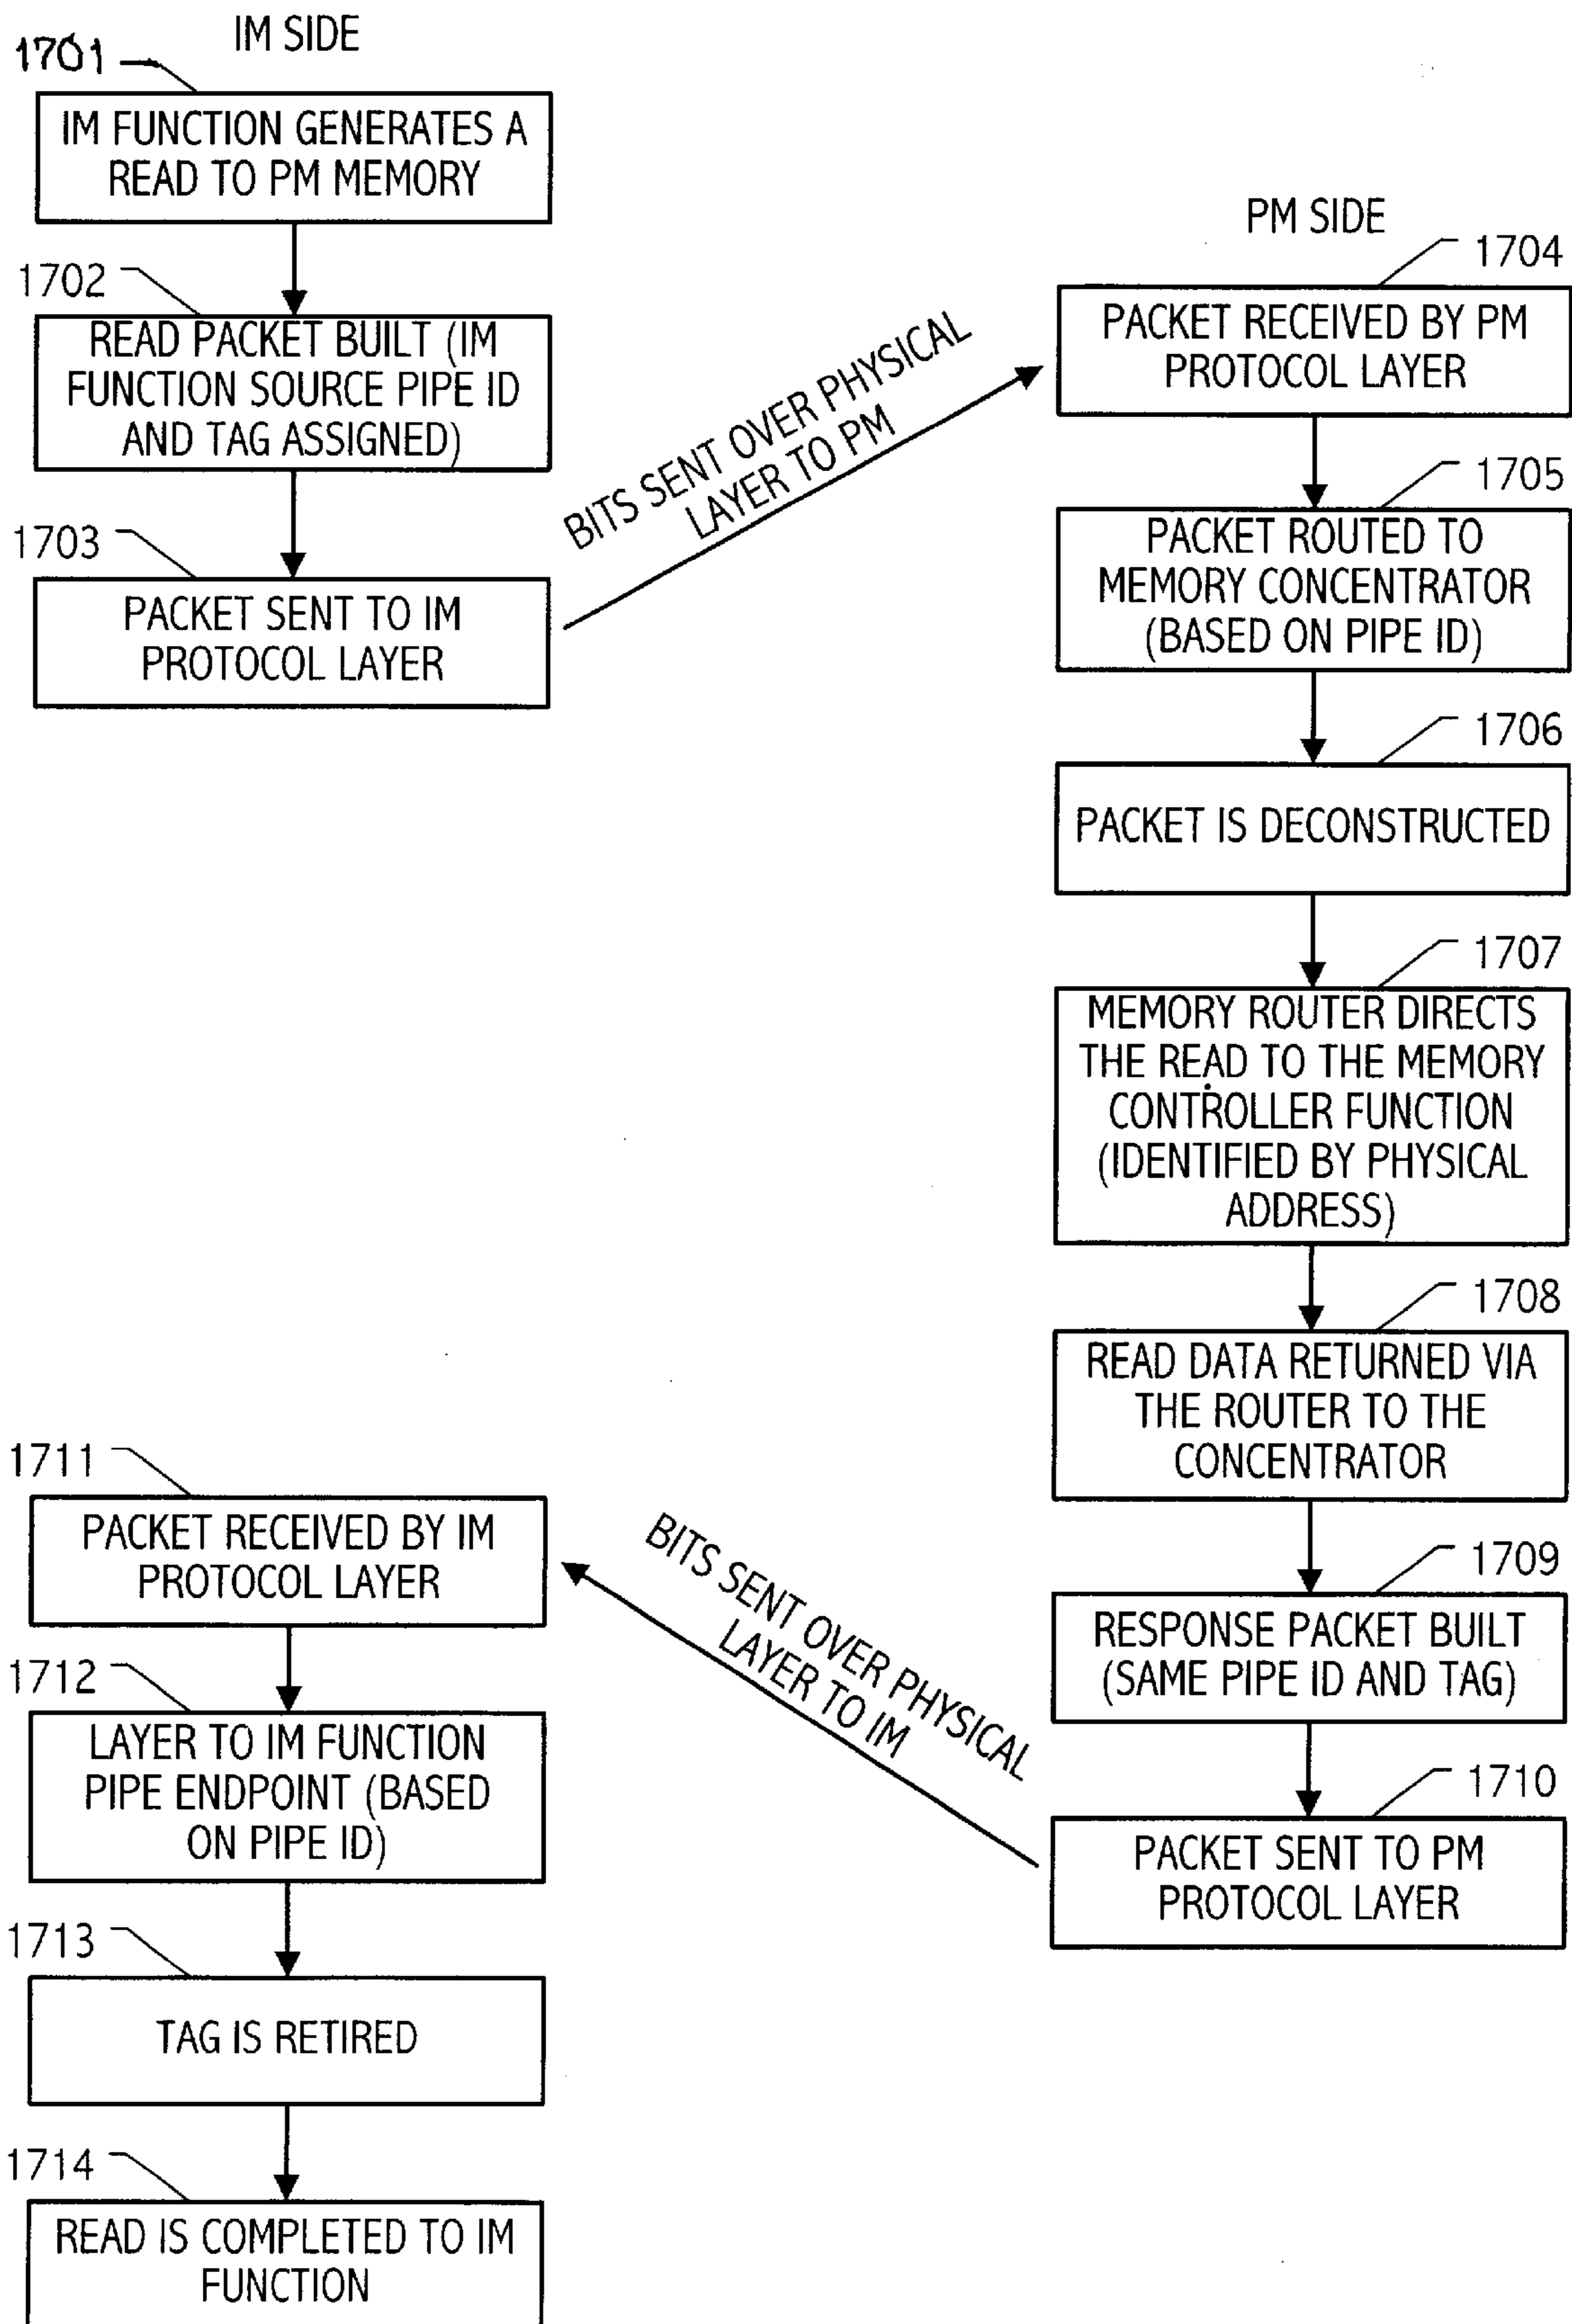 IM SIDE
1701
IM FUNCTION GENERATES A
READ TO PM MEMORY
1702
READ PACKET BUILT (IM
FUNCTION SOURCE PIPE ID
AND TAG ASSIGNED)
1703
PACKET SENT TO IM
PROTOCOL LAYER
BITS SENT OVER PHYSICAL
LAYER TO PM
PM SIDE
1704
PACKET RECEIVED BY PM
PROTOCOL LAYER
1705
PACKET ROUTED TO
MEMORY CONCENTRATOR
(BASED ON PIPE ID)
1706
PACKET IS DECONSTRUCTED
1707
MEMORY ROUTER DIRECTS
THE READ TO THE MEMORY
CONTROLLER FUNCTION
(IDENTIFIED BY PHYSICAL
ADDRESS)
1708
READ DATA RETURNED VIA
THE ROUTER TO THE
CONCENTRATOR
1709
RESPONSE PACKET BUILT
(SAME PIPE ID AND TAG)
1710
PACKET SENT TO PM
PROTOCOL LAYER
BITS SENT OVER PHYSICAL
LAYER TO IM
1711
PACKET RECEIVED BY IM
PROTOCOL LAYER
1712
LAYER TO IM FUNCTION
PIPE ENDPOINT (BASED
ON PIPE ID)
1713
TAG IS RETIRED
1714
READ IS COMPLETED TO IM
FUNCTION